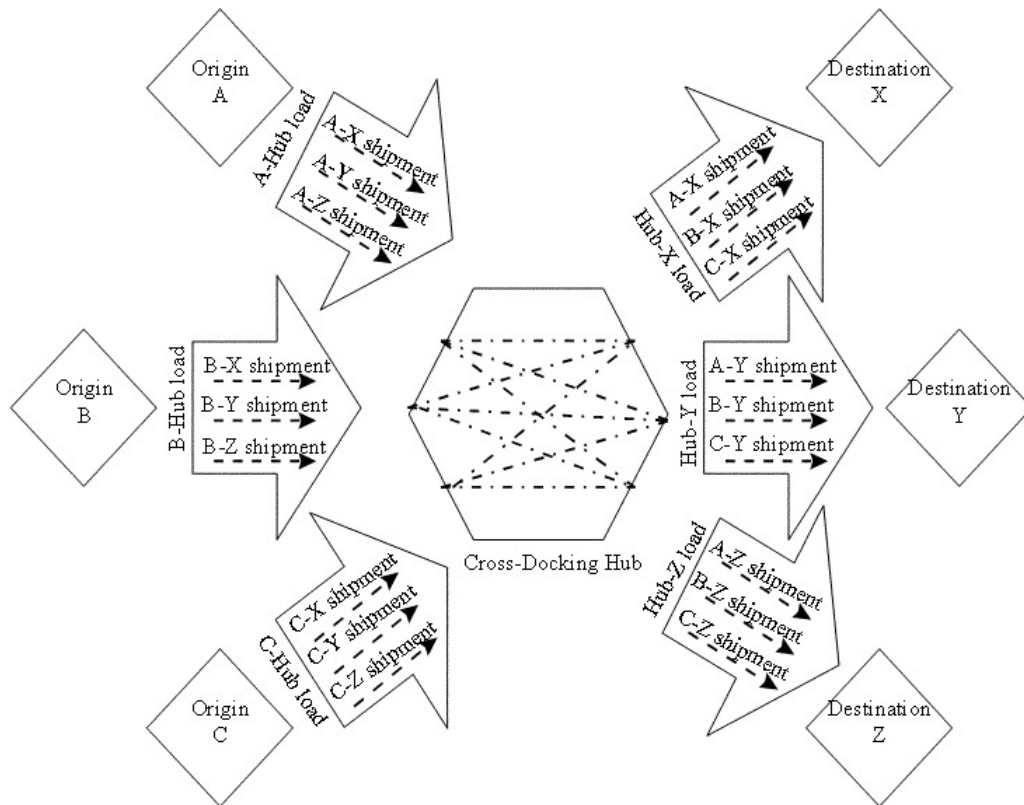 Origin
A
A-Hub load
A-X shipment
A-Y shipment
A-Z shipment
Origin
B
B-Hub load
B-X shipment
B-Y shipment
B-Z shipment
Origin
C
C-Hub load
C-X shipment
C-Y shipment
C-Z shipment
Cross-Docking Hub
Hub-X load
A-X shipment
B-X shipment
C-X shipment
Destination
X
Hub-Y load
A-Y shipment
B-Y shipment
C-Y shipment
Destination
Y
Hub-Z load
A-Z shipment
B-Z shipment
C-Z shipment
Destination
Z